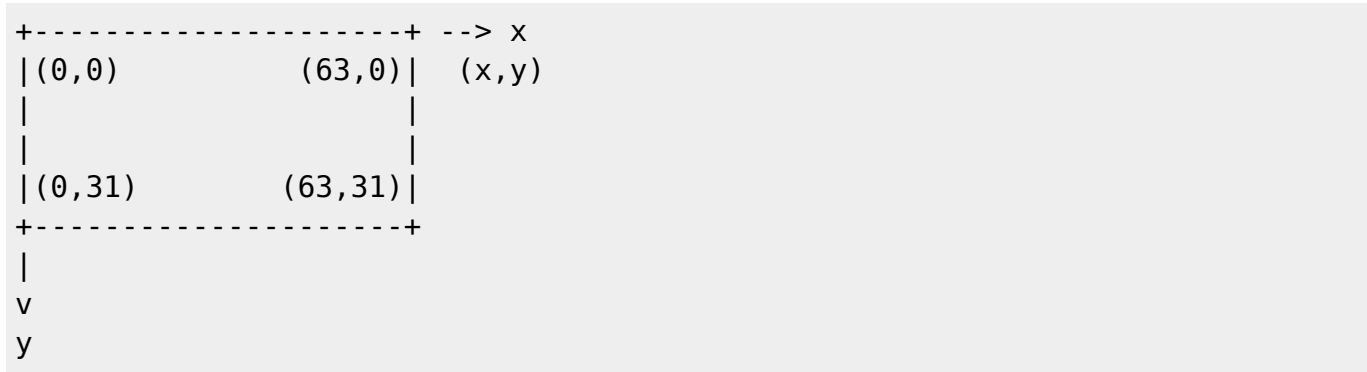 +---------------------+ --> x
|(0,0)          (63,0)|  (x,y)
|                     |
|                     |
|(0,31)        (63,31)|
+---------------------+
|
v
y